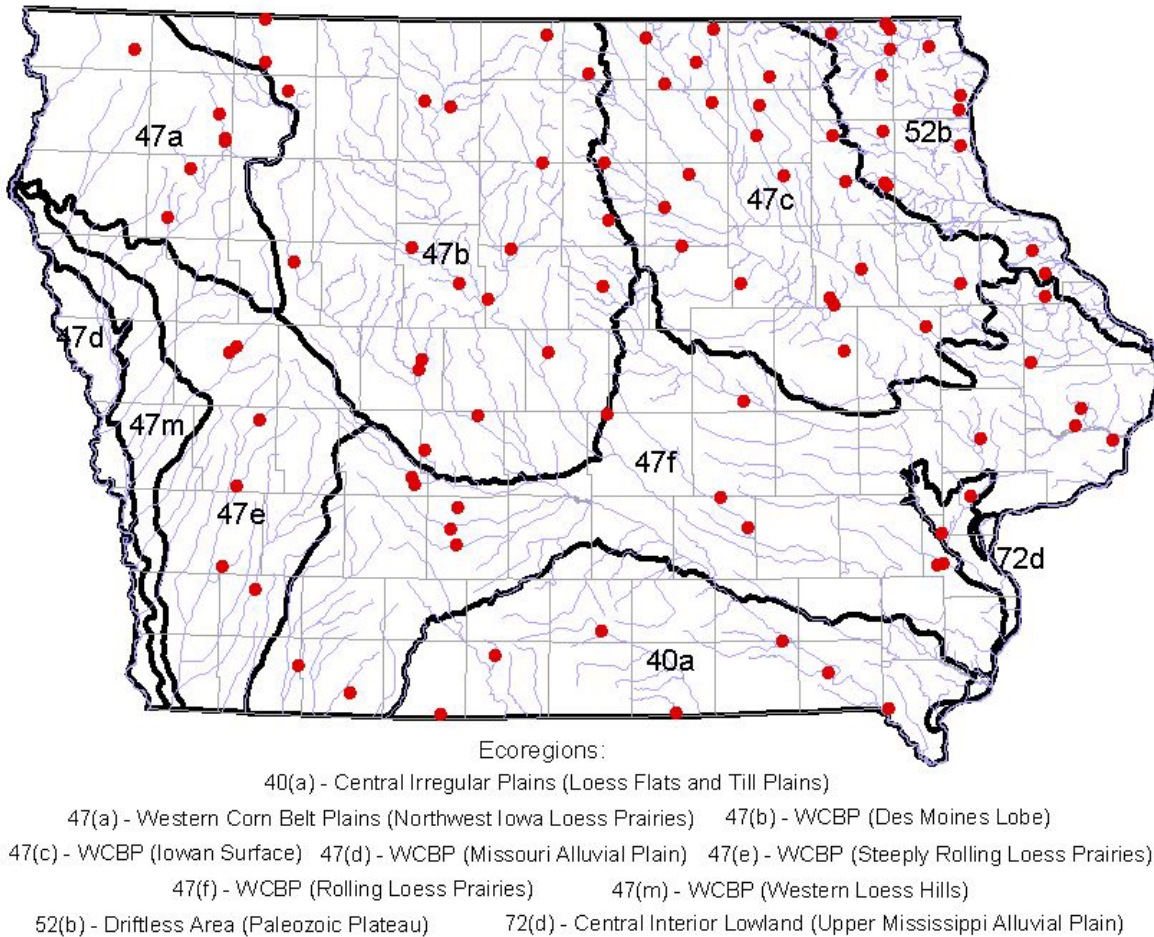 47a
52b
47c
47b
47d
47m
47f
47e
72d
40a
Ecoregions:
40(a) - Central Irregular Plains (Loess Flats and Till Plains)
47(a) - Western Corn Belt Plains (Northwest Iowa Loess Prairies) 47(b) - WCBP (Des Moines Lobe)
47(c) - WCBP (Iowan Surface) 47(d) - WCBP (Missouri Alluvial Plain) 47(e) - WCBP (Steeply Rolling Loess Prairies)
47(f) - WCBP (Rolling Loess Prairies) 47(m) - WCBP (Western Loess Hills)
52(b) - Driftless Area (Paleozoic Plateau) 72(d) - Central Interior Lowland (Upper Mississippi Alluvial Plain)